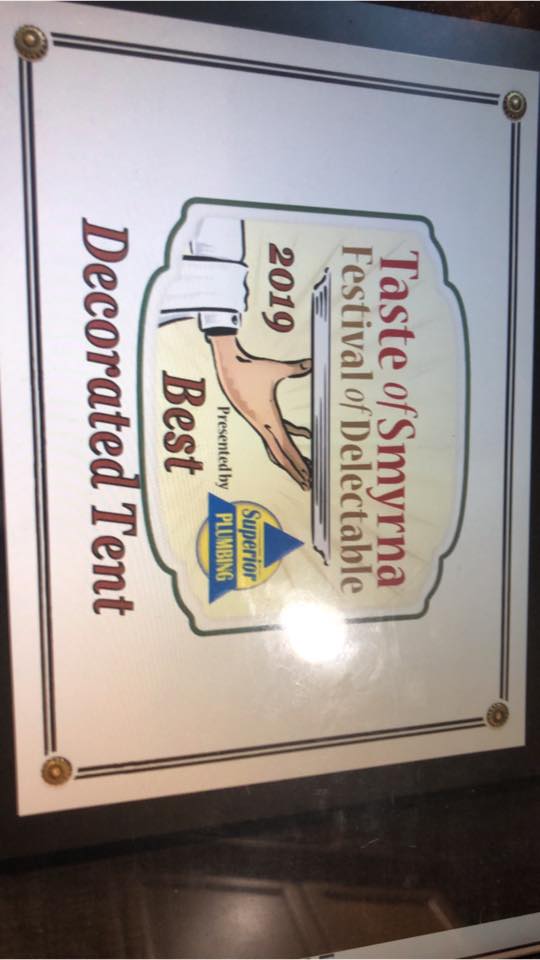 Taste of Smyrna
Festival of Delectable
2019
Presented by
Superior
PLUMBING
Best
Decorated Tent